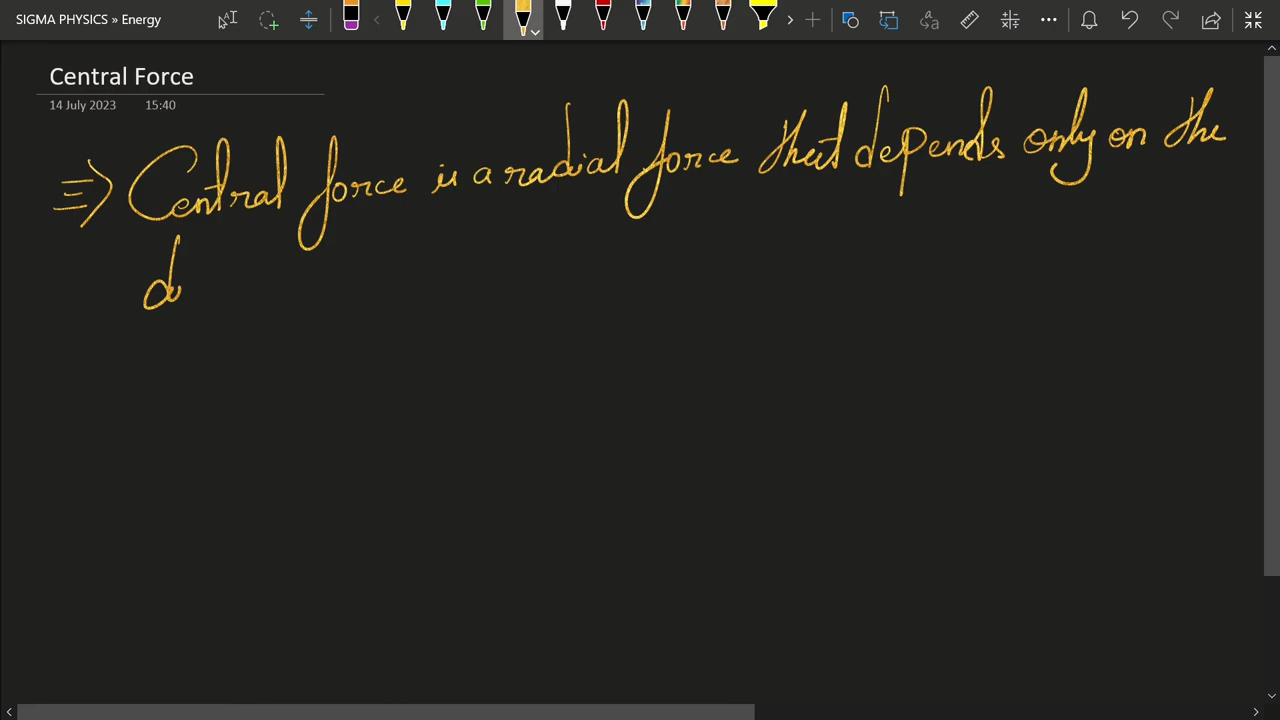 SIGMA PHYSICS » Energy
Central Force
14 July 2023 15:40
⇒ Central force is a radial force that depends only on the